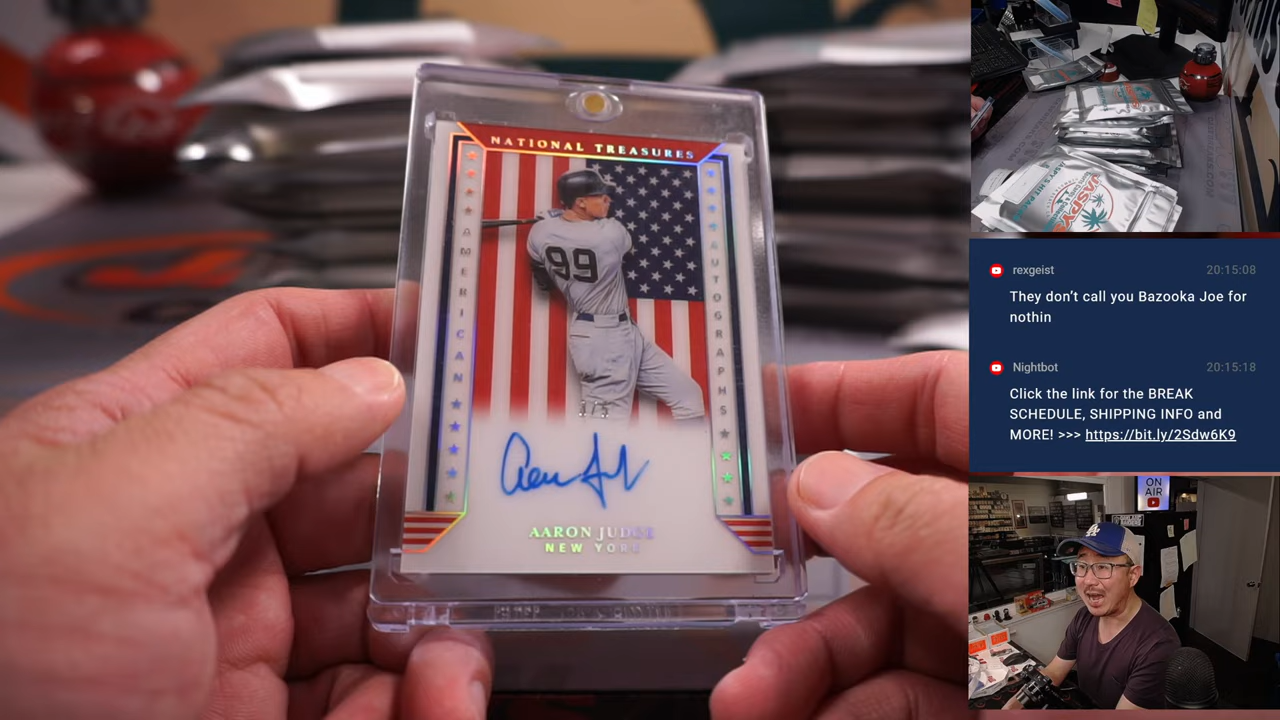 NATIONAL TREASURES
AMERICAN
AUTOGRAPHS
99
AARON JUDGE
NEW YORK
JASPY'S
rexgeist 20:15:08
They don't call you Bazooka Joe for
nothin
Nightbot 20:15:18
Click the link for the BREAK
SCHEDULE, SHIPPING INFO and
MORE! >>> https://bit.ly/2Sdw6K9
ON
AIR